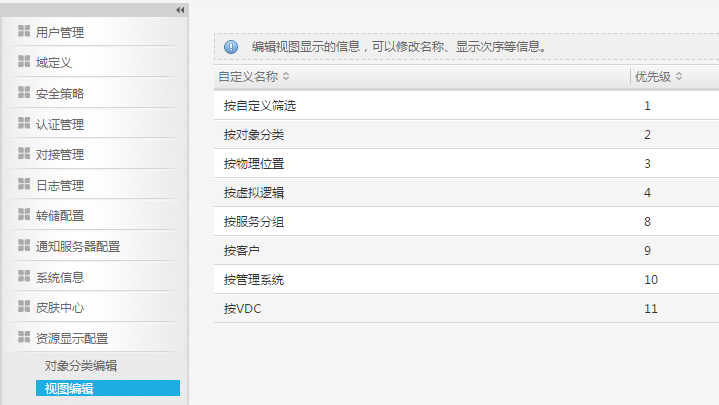 用户管理
域定义
安全策略
认证管理
对接管理
日志管理
转储配置
通知服务器配置
系统信息
皮肤中心
资源显示配置
对象分类编辑
视图编辑
编辑视图显示的信息，可以修改名称、显示次序等信息。
自定义名称 优先级
按自定义筛选 1
按对象分类 2
按物理位置 3
按虚拟逻辑 4
按服务分组 8
按客户 9
按管理系统 10
按VDC 11